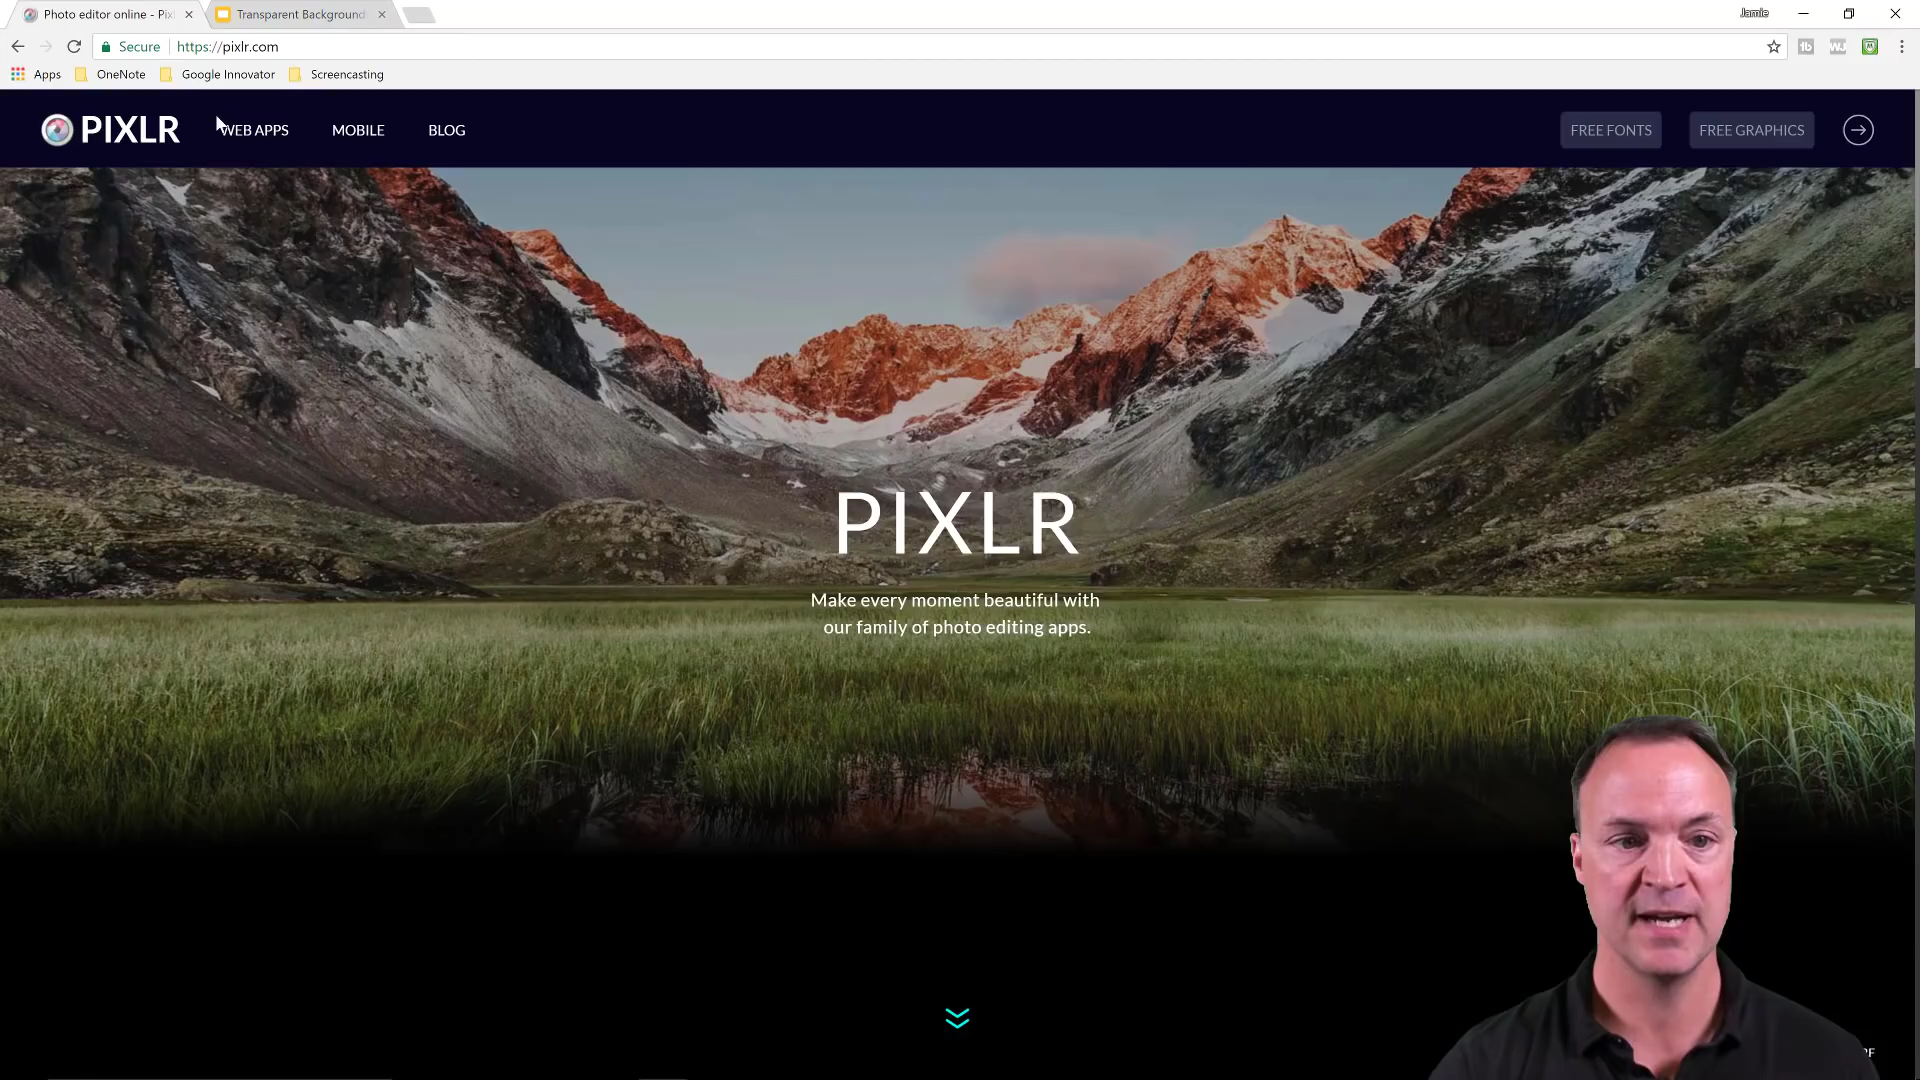 Photo editor online - Pix
Transparent Background
Jamie
Secure
https://pixlr.com
Apps
OneNote
Google Innovator
Screencasting
PIXLR
WEB APPS
MOBILE
BLOG
FREE FONTS
FREE GRAPHICS
PIXLR
Make every moment beautiful with
our family of photo editing apps.